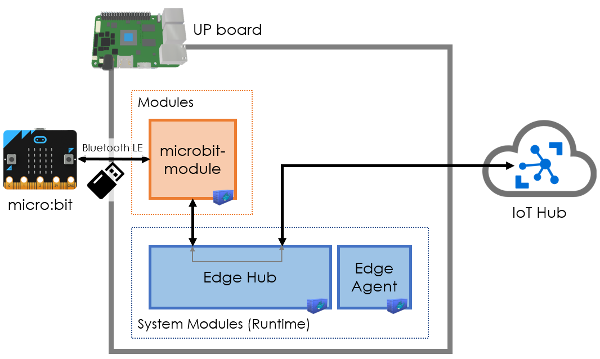 UP board
Modules
Bluetooth LE
microbit-
module
micro:bit
IoT Hub
Edge Hub
Edge
Agent
System Modules (Runtime)